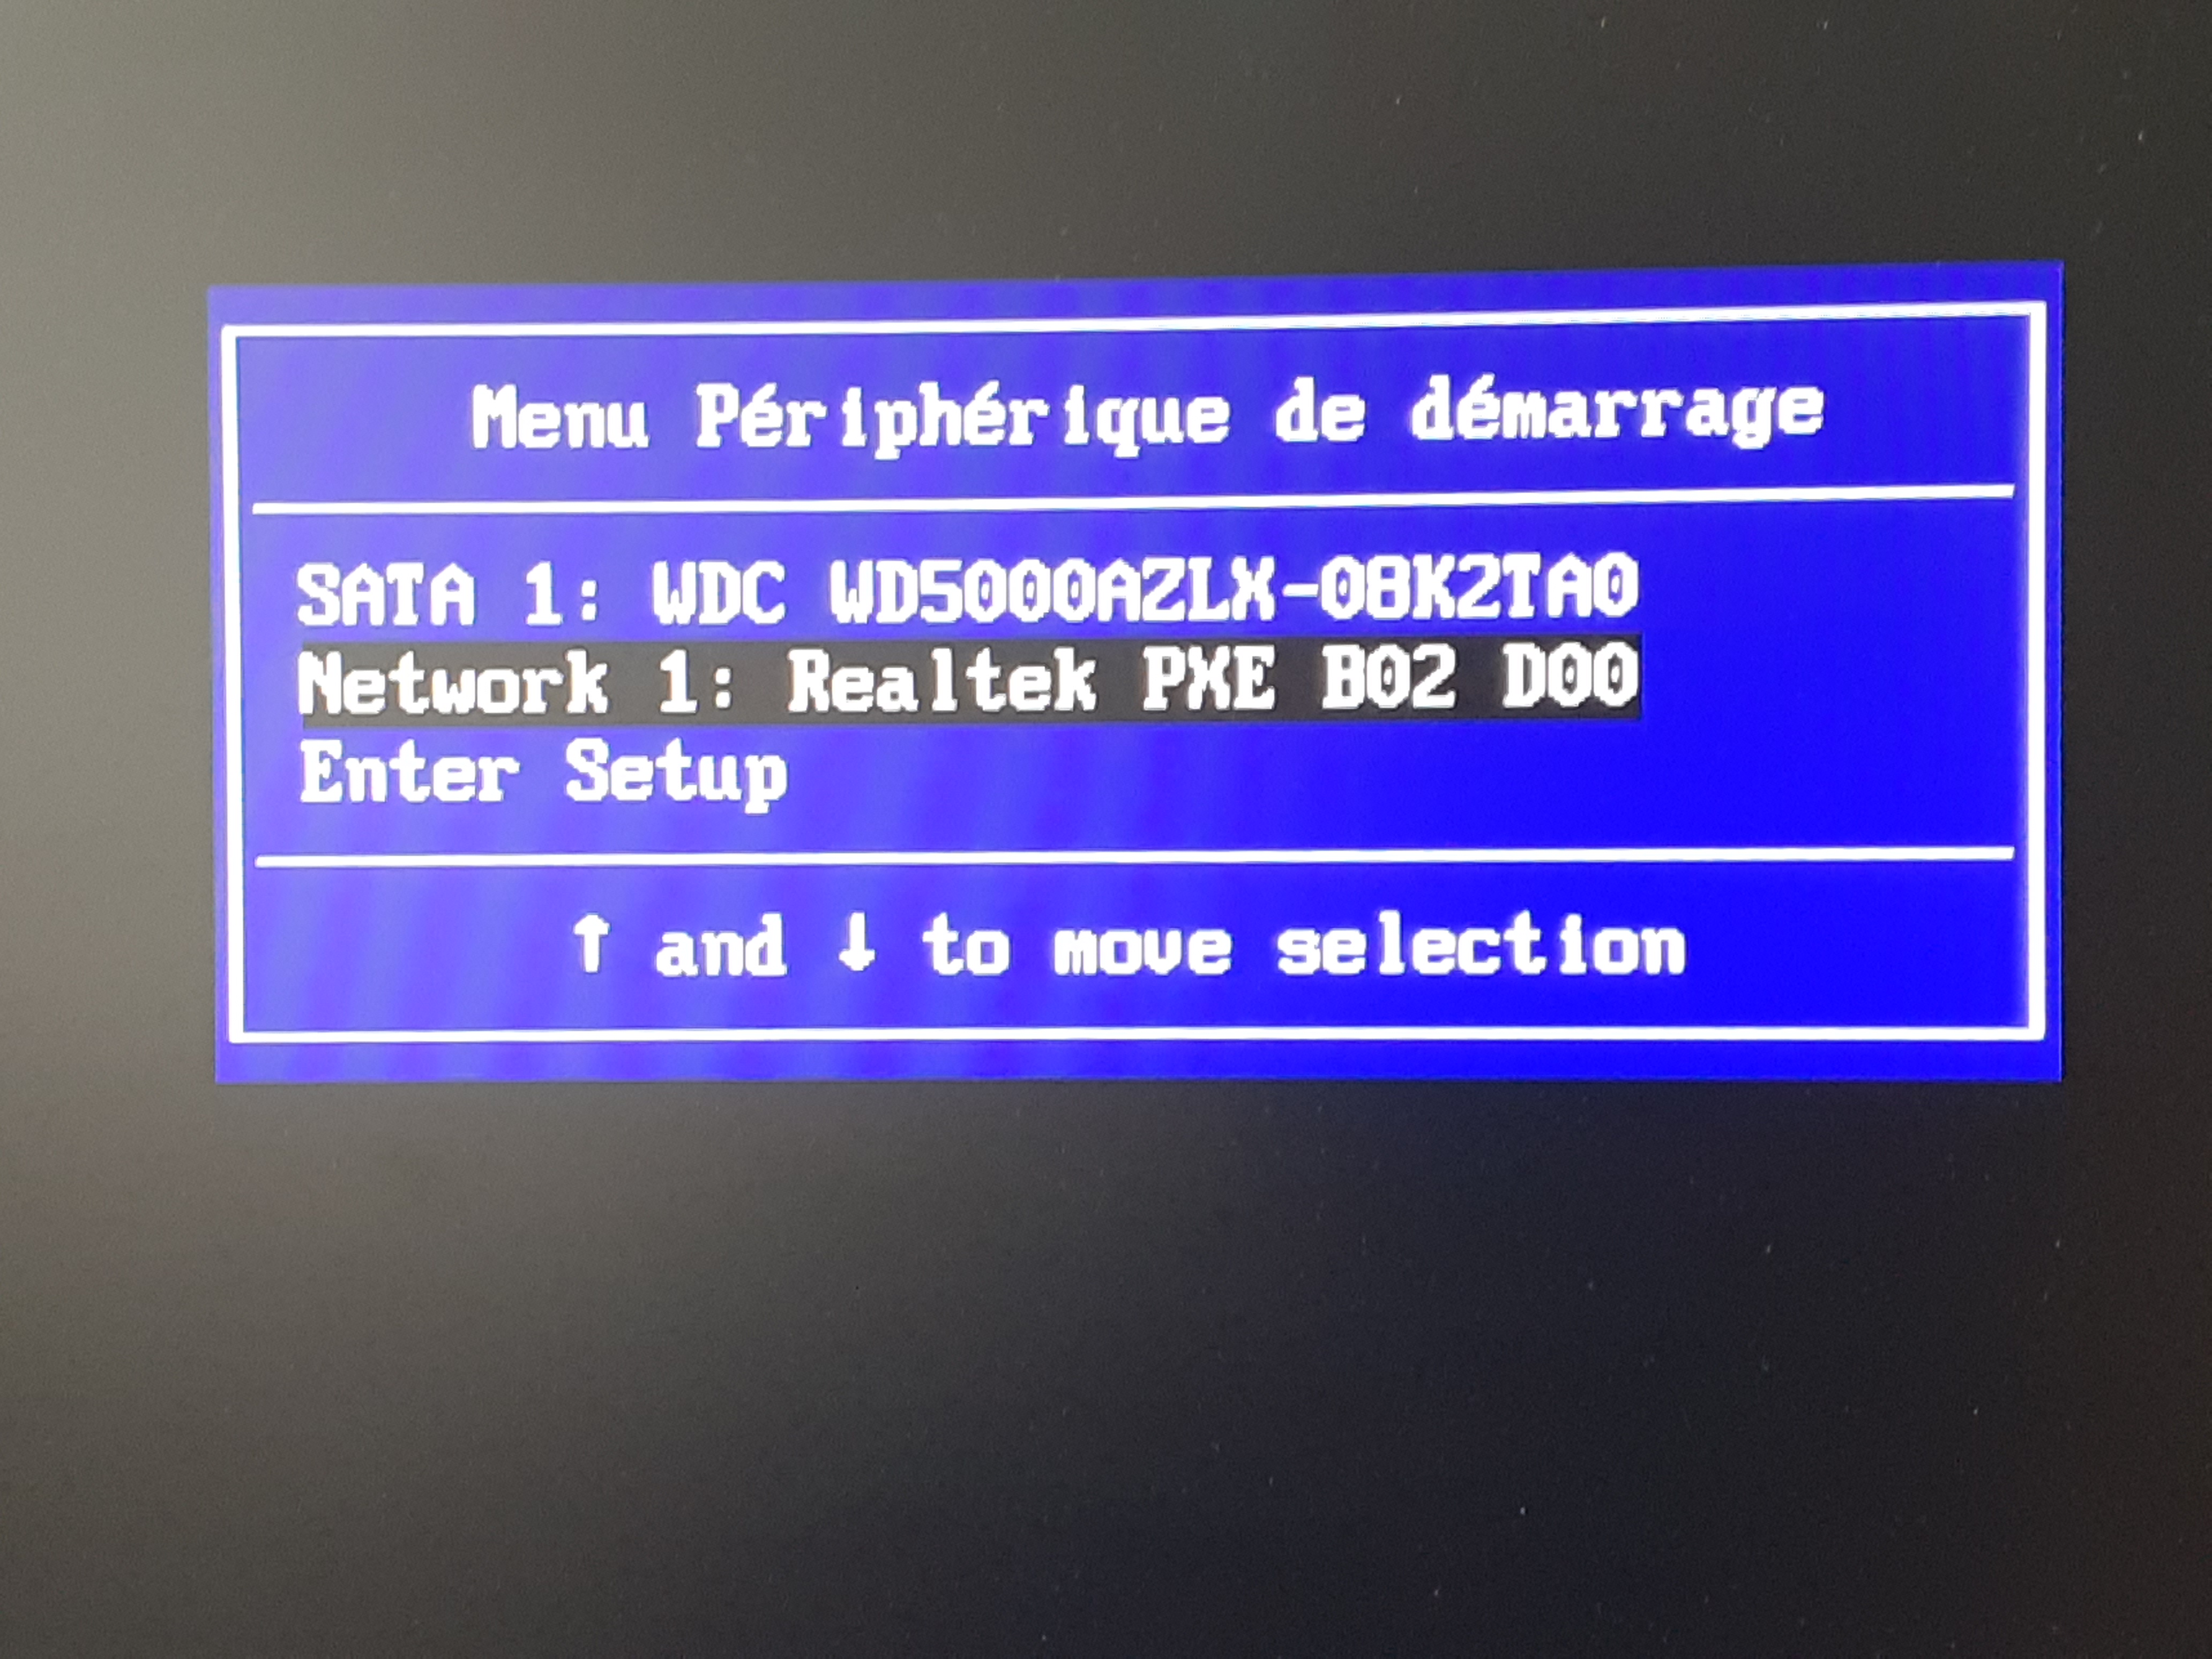 Menu Périphérique de démarrage
SATA 1: WDC WD5000AZLX-08K2TA0
Network 1: Realtek PXE B02 D00
Enter Setup
↑ and ↓ to move selection